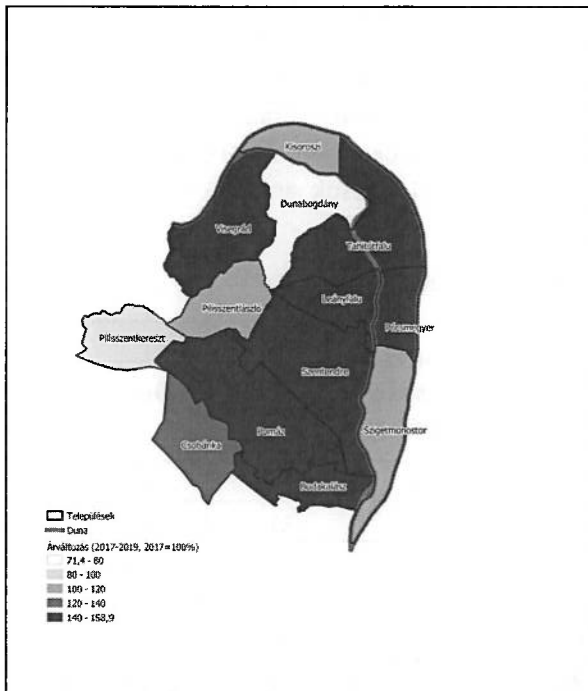 Kisoroszi
Dunabogdány
Visegrád
Tahitótfalu
Leányfalu
Pilisszentlászló
Pócsmegyer
Pilisszentkereszt
Szentendre
Szigetmonostor
Pomáz
Csobánka
Budakalász
Települések
Duna
Árváltozás (2017-2019, 2017=100%)
71,4 - 80
80 - 100
100 - 120
120 - 140
140 - 158,9